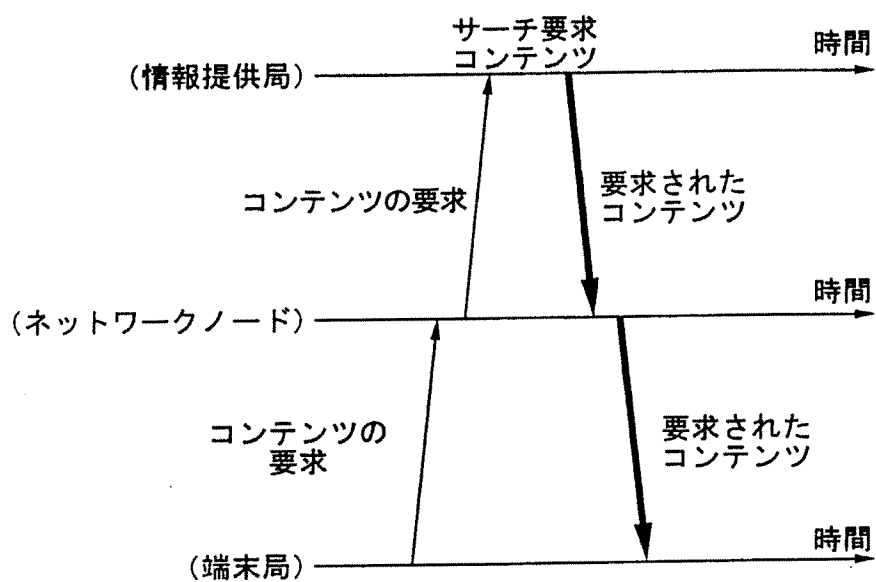 サーチ要求
コンテンツ
時間
(情報提供局)
コンテンツの要求
要求された
コンテンツ
時間
(ネットワークノード)
コンテンツの
要求
要求された
コンテンツ
時間
(端末局)